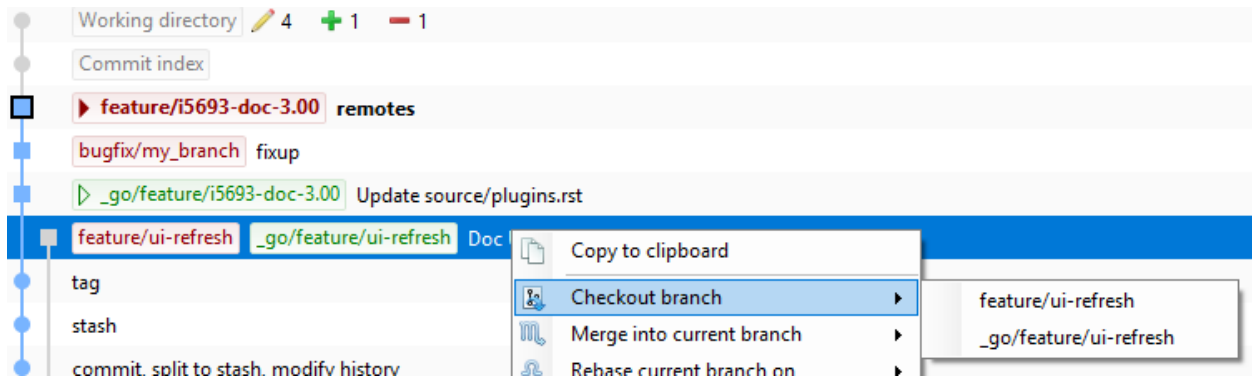 Working directory 4 +1 −1
Commit index
feature/i5693-doc-3.00 remotes
bugfix/my_branch fixup
_go/feature/i5693-doc-3.00 Update source/plugins.rst
feature/ui-refresh _go/feature/ui-refresh Doc
Copy to clipboard
tag
Checkout branch
feature/ui-refresh
stash
Merge into current branch
_go/feature/ui-refresh
commit, split to stash, modify history
Rebase current branch on